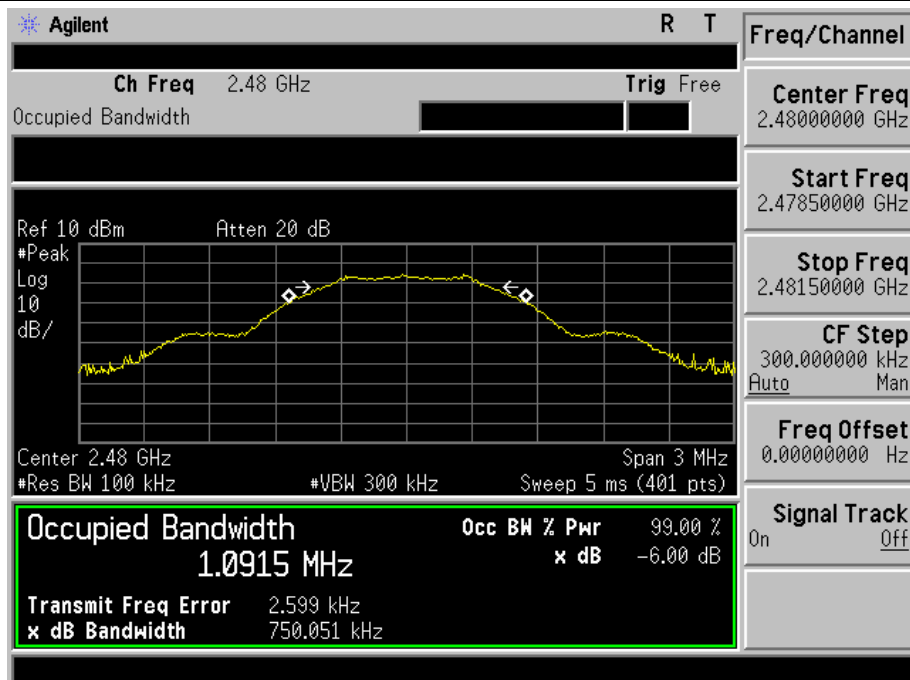 Agilent R T
Ch Freq 2.48 GHz Trig Free
Occupied Bandwidth
Ref 10 dBm Atten 20 dB
#Peak
Log
10
dB/
Center 2.48 GHz Span 3 MHz
#Res BW 100 kHz #VBW 300 kHz Sweep 5 ms (401 pts)
Occupied Bandwidth Occ BW % Pwr 99.00 %
1.0915 MHz x dB -6.00 dB
Transmit Freq Error 2.599 kHz
x dB Bandwidth 750.051 kHz
Freq/Channel
Center Freq
2.48000000 GHz
Start Freq
2.47850000 GHz
Stop Freq
2.48150000 GHz
CF Step
300.000000 kHz
Auto Man
Freq Offset
0.00000000 Hz
Signal Track
On Off